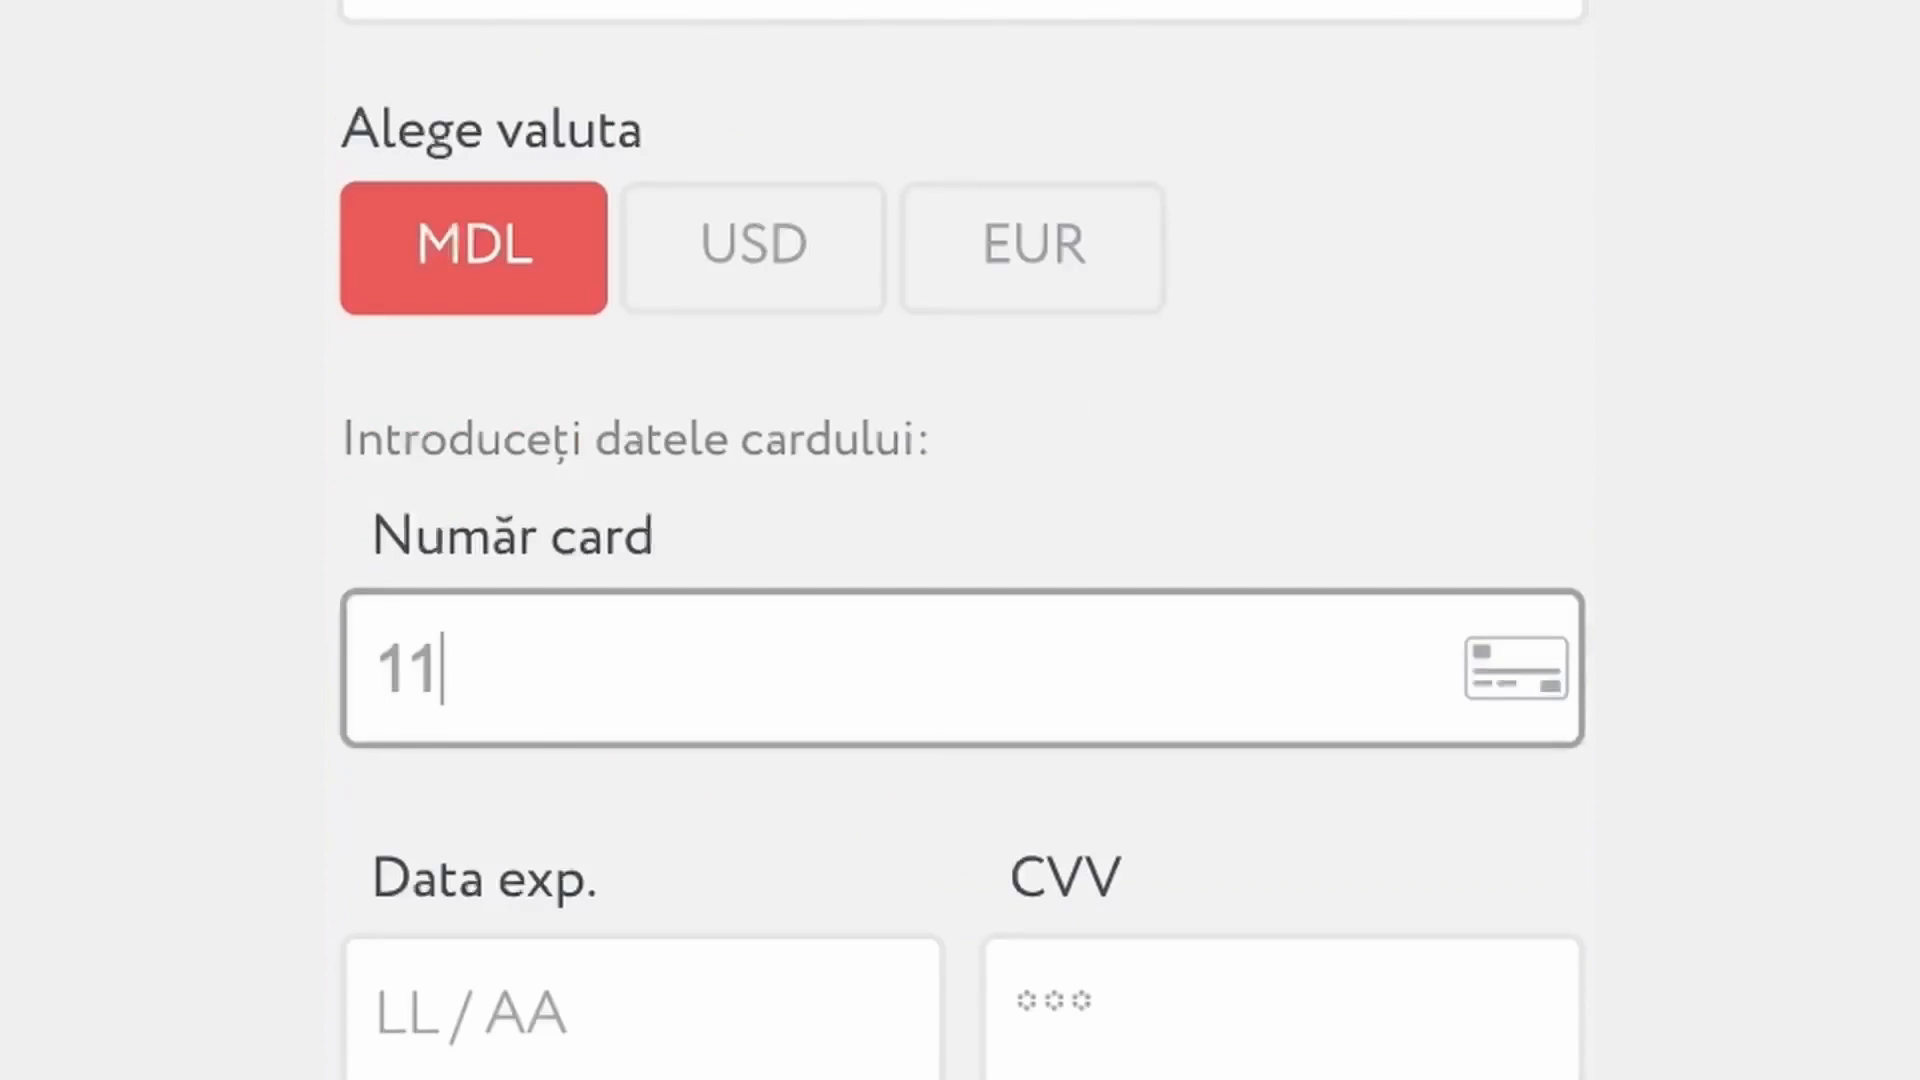 Alege valuta
MDL USD EUR
Introduceți datele cardului:
Număr card
11
Data exp. CVV
LL / AA ***